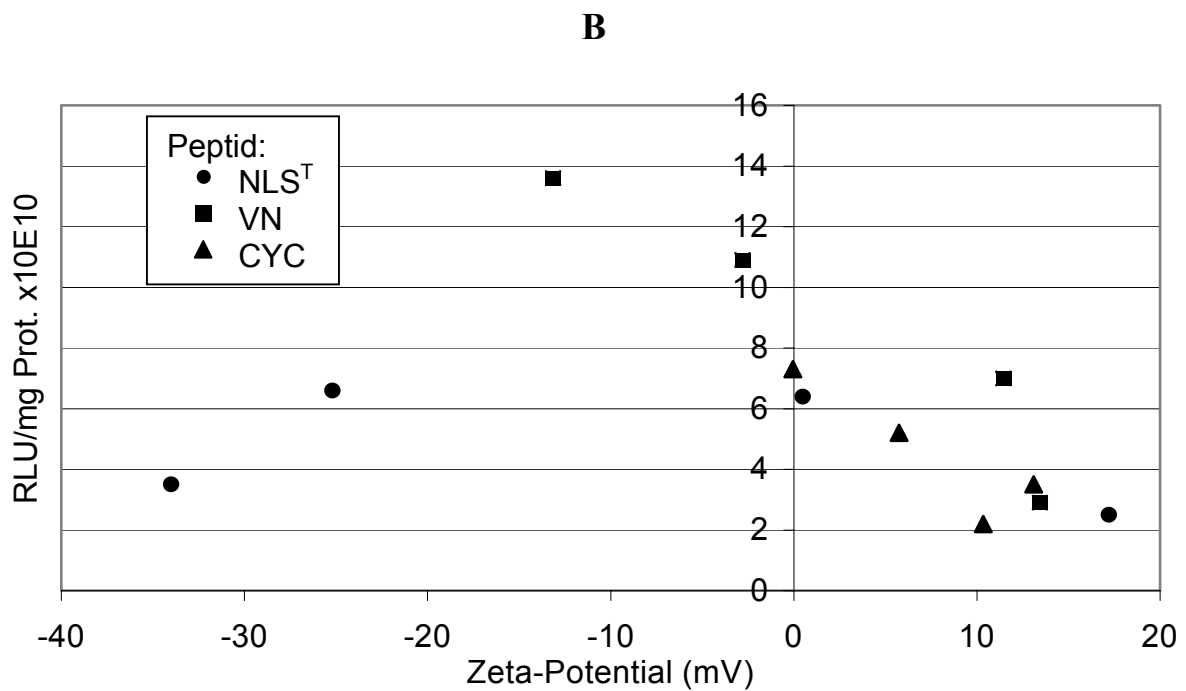 B
Peptid:
NLSᵀ
VN
CYC
RLU/mg Prot. x10E10
16
14
12
10
8
6
4
2
0
-40 -30 -20 -10 0 10 20
Zeta-Potential (mV)